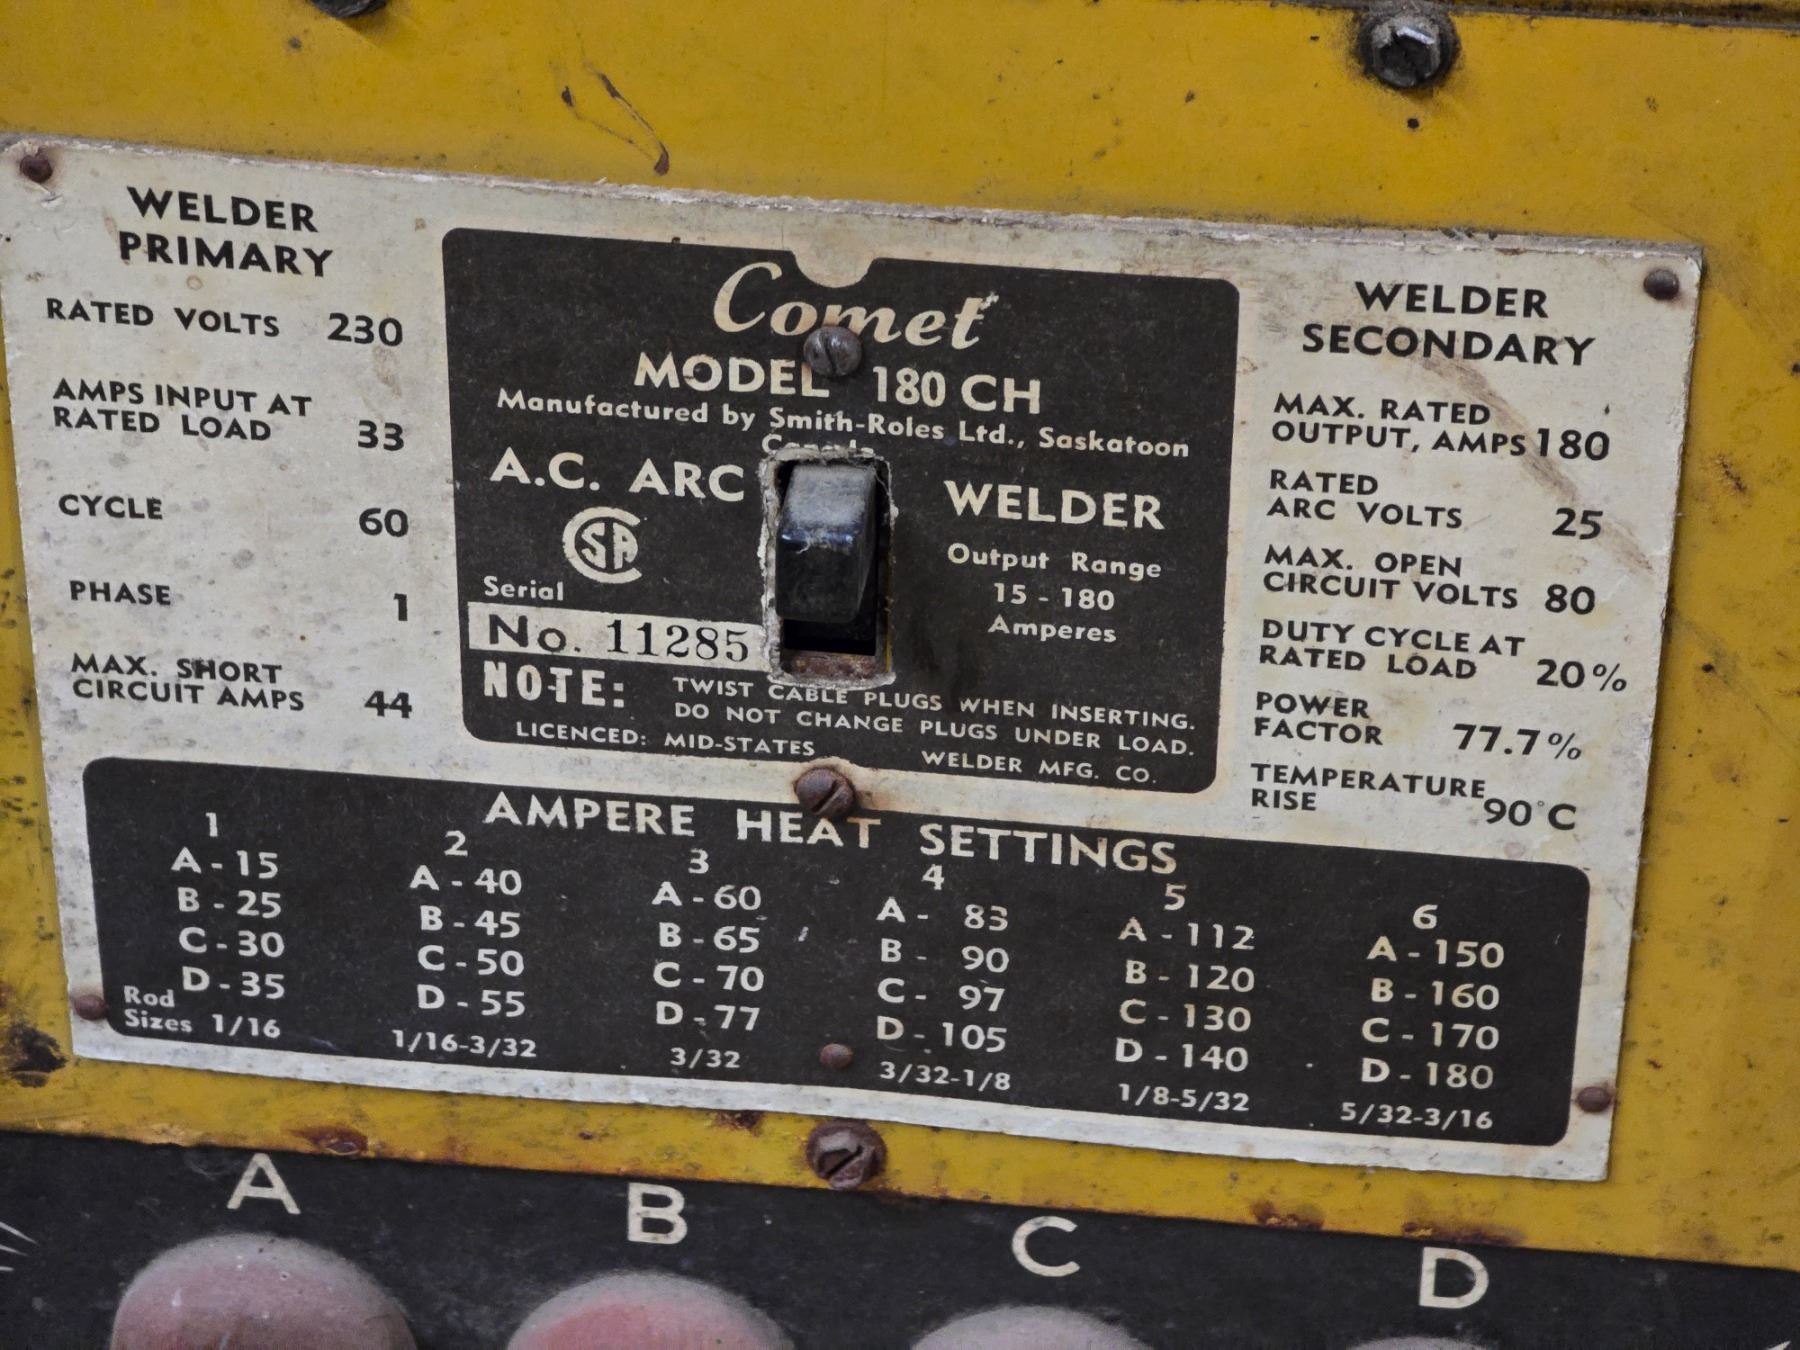 WELDER
PRIMARY
RATED VOLTS 230
AMPS INPUT AT
RATED LOAD 33
CYCLE 60
PHASE 1
MAX. SHORT
CIRCUIT AMPS 44
Comet
MODEL 180 CH
Manufactured by Smith-Roles Ltd., Saskatoon
Canada
A.C. ARC WELDER
CSA
Output Range
15 - 180
Amperes
Serial
No. 11285
NOTE: TWIST CABLE PLUGS WHEN INSERTING.
DO NOT CHANGE PLUGS UNDER LOAD.
LICENCED: MID-STATES WELDER MFG. CO.
WELDER
SECONDARY
MAX. RATED
OUTPUT, AMPS 180
RATED
ARC VOLTS 25
MAX. OPEN
CIRCUIT VOLTS 80
DUTY CYCLE AT
RATED LOAD 20%
POWER
FACTOR 77.7%
TEMPERATURE
RISE 90°C
AMPERE HEAT SETTINGS
1 2 3 4 5 6
A - 15 A - 40 A - 60 A - 83 A - 112 A - 150
B - 25 B - 45 B - 65 B - 90 B - 120 B - 160
C - 30 C - 50 C - 70 C - 97 C - 130 C - 170
D - 35 D - 55 D - 77 D - 105 D - 140 D - 180
Rod
Sizes 1/16 1/16-3/32 3/32 3/32-1/8 1/8-5/32 5/32-3/16
A B C D